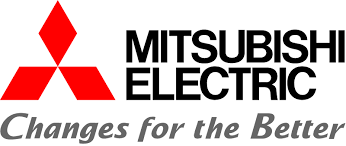 MITSUBISHI
ELECTRIC
Changes for the Better